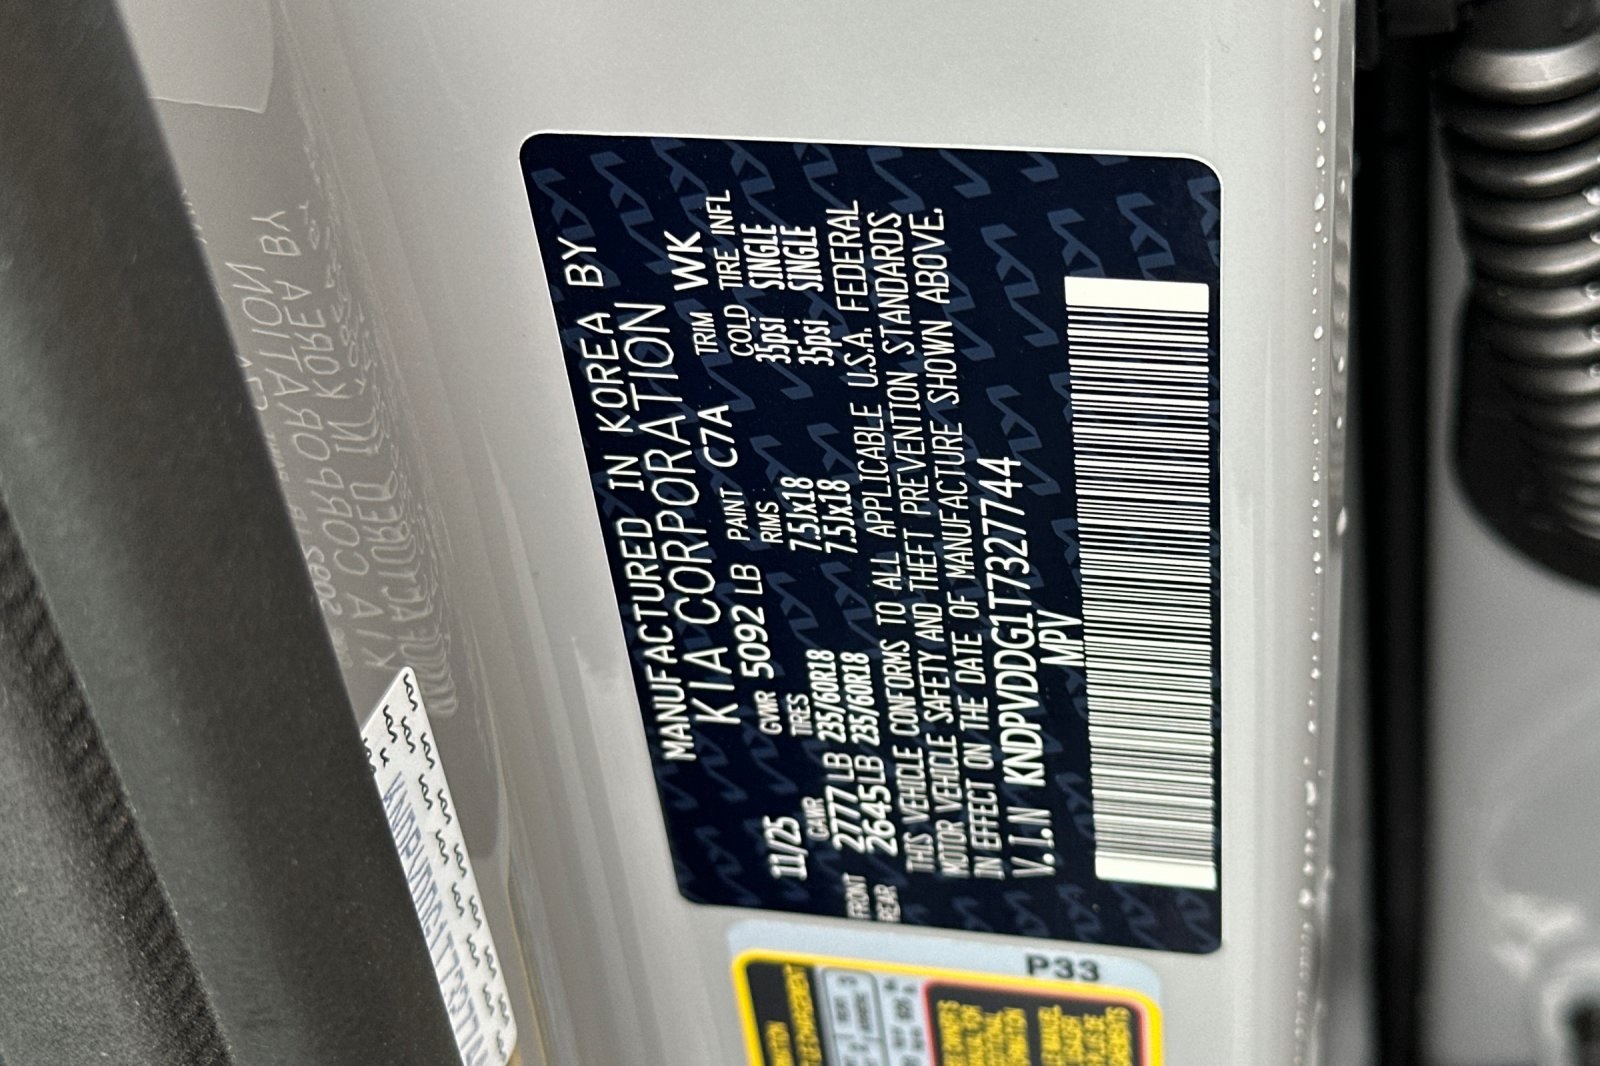 MANUFACTURED IN KOREA BY
KIA CORPORATION
11/25 GVWR 5092 LB PAINT C7A TRIM WK
GAWR TIRES RMS COLD TIRE INFL
FRONT 2777 LB 235/60R18 7.5Jx18 35psi SINGLE
REAR 2645LB 235/60R18 7.5Jx18 35psi. SINGLE
THIS VEHICLE CONFORMS TO ALL APPLICABLE U.S.A. FEDERAL
MOTOR VEHICLE SAFETY AND THEFT PREVENTION STANDARDS
IN EFFECT ON THE DATE OF MANUFACTURE SHOWN ABOVE.
V.I.N KNDPVDDG1T7327744
MPV
P33